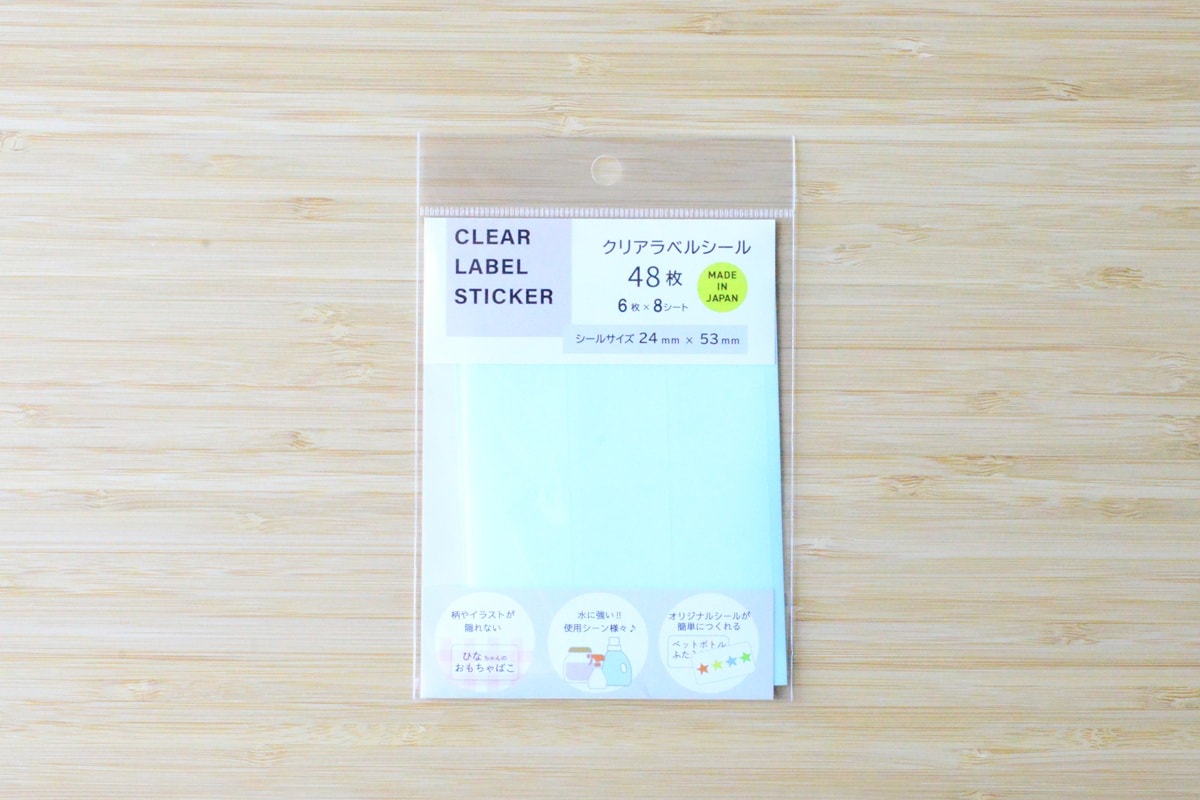 CLEAR
LABEL
STICKER
クリアラベルシール
48枚
6枚×8シート
MADE
IN
JAPAN
シールサイズ 24mm × 53mm
柄やイラストが
隠れない
ひなちゃんの
おもちゃばこ
水に強い!!
使用シーン様々♪
オリジナルシールが
簡単につくれる
ペットボトル
ふた